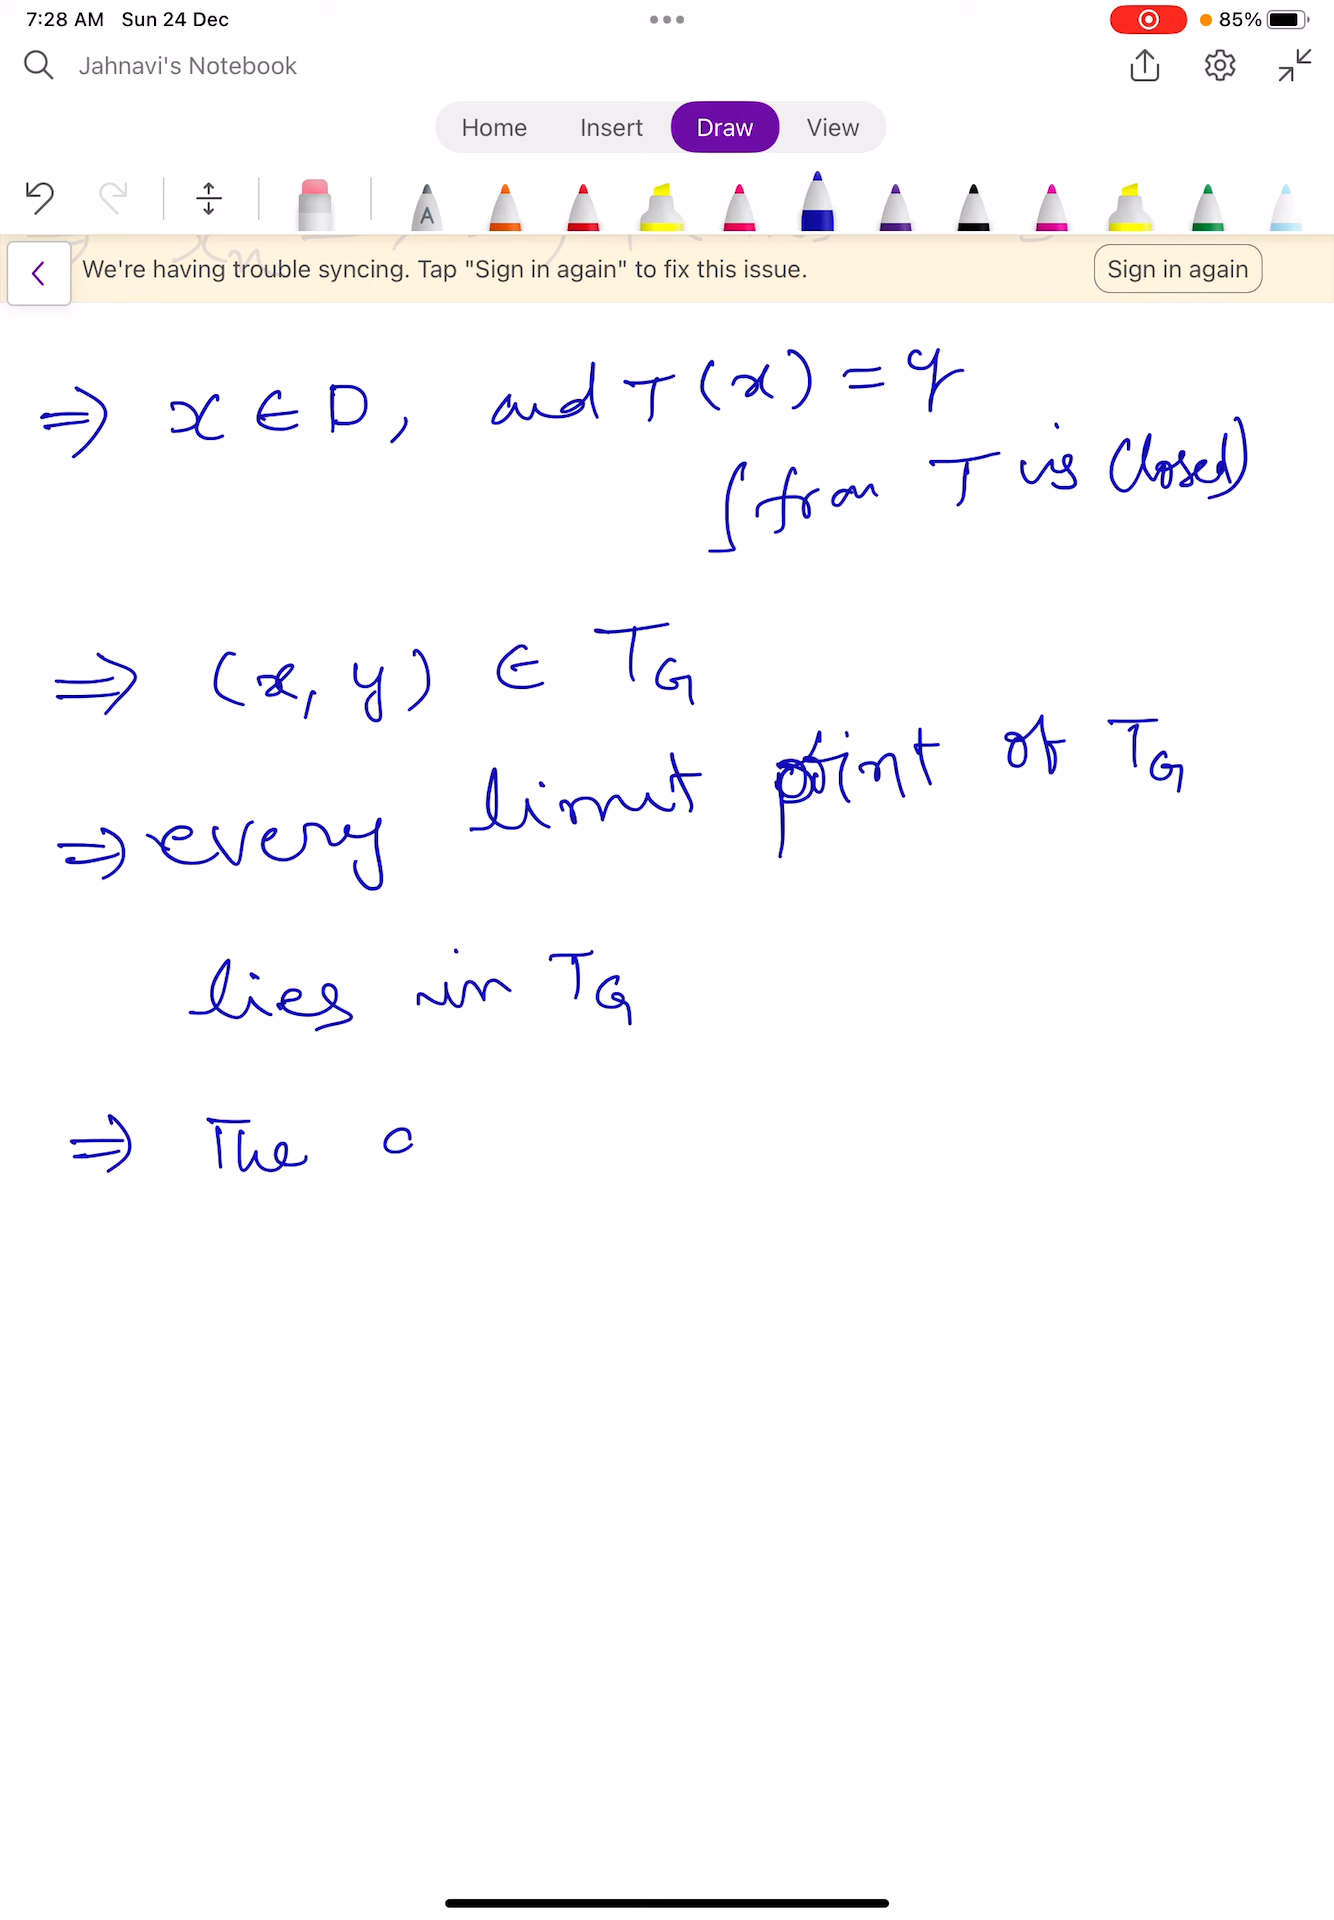 7:28 AM Sun 24 Dec
85%
Jahnavi's Notebook
Home Insert Draw View
A
We're having trouble syncing. Tap "Sign in again" to fix this issue.
Sign in again
⇒ x ∈ D, and T(x) = y
(from T is closed)
⇒ (x, y) ∈ T_G
⇒ every limit point of T_G
lies in T_G
⇒ The